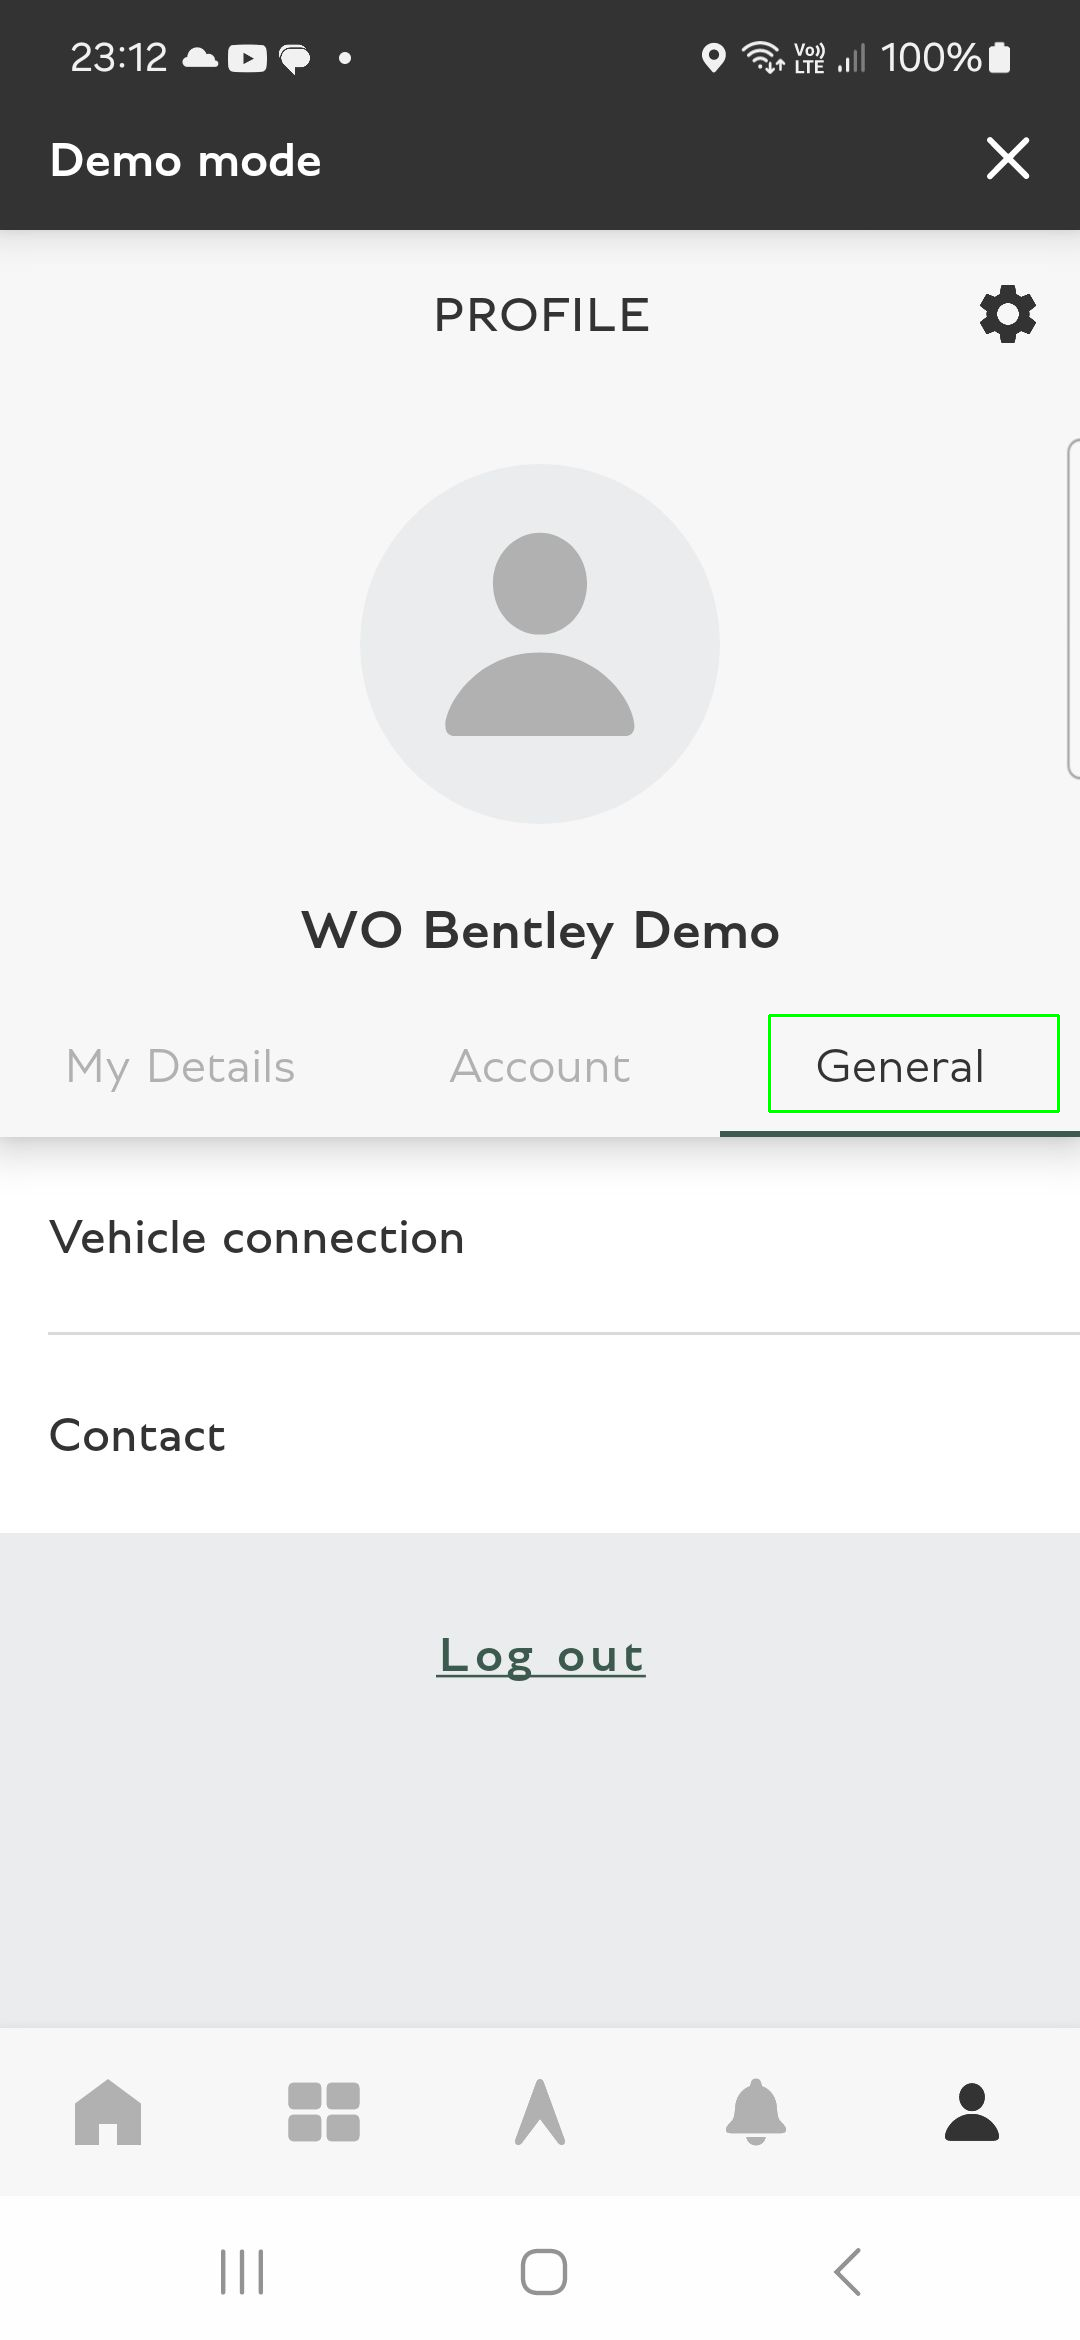 23:12 Vo)) LTE 100%
Demo mode
PROFILE
WO Bentley Demo
My Details Account General
Vehicle connection
Contact
Log out